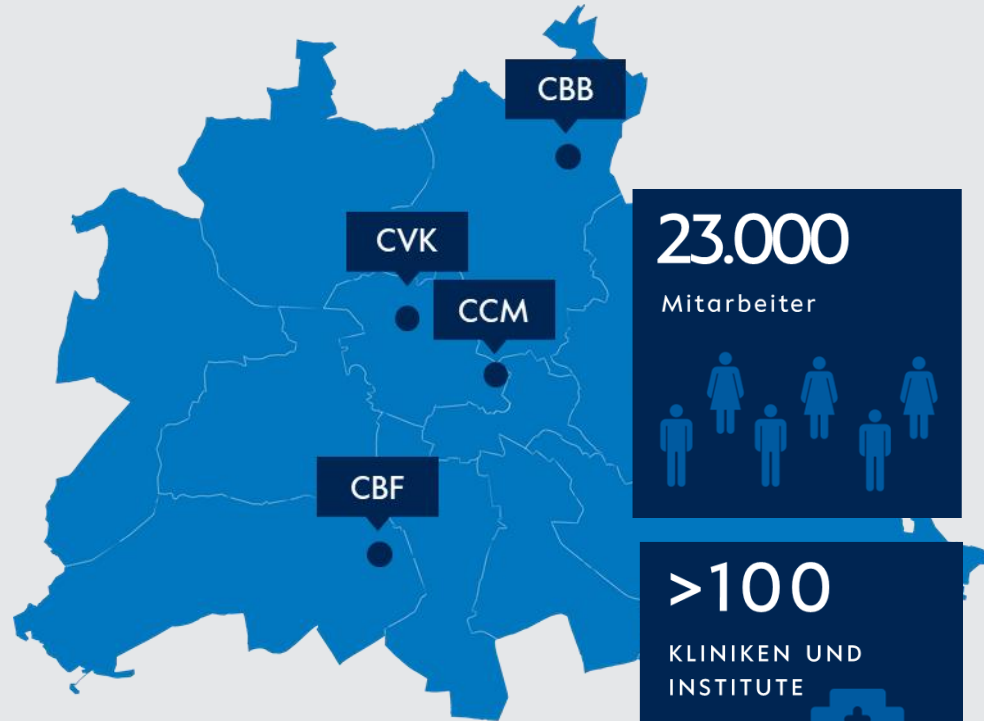 CBB
CVK
CCM
CBF
23.000
Mitarbeiter
>100
KLINIKEN UND
INSTITUTE